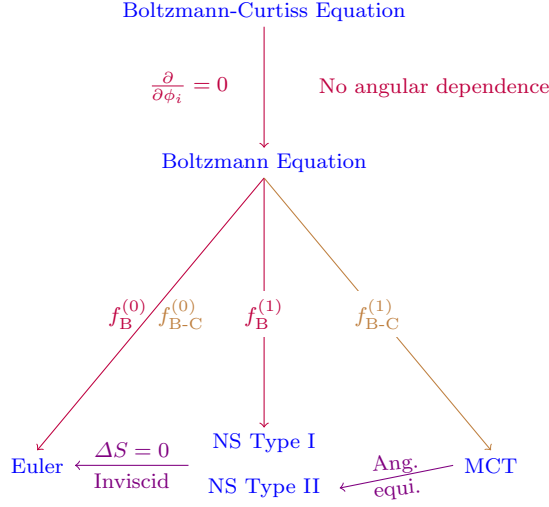 Boltzmann-Curtiss Equation
∂/∂ϕ_i = 0
No angular dependence
Boltzmann Equation
f_B^(0)
f_B-C^(0)
f_B^(1)
f_B-C^(1)
NS Type I
ΔS = 0
Euler
Inviscid
NS Type II
Ang.
equi.
MCT